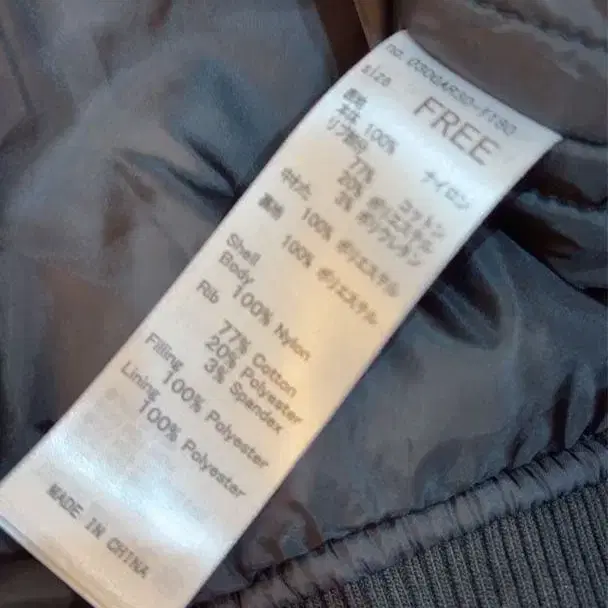 no. 0300AR30-F180
size
FREE
表地
本体 100% ナイロン
リブ部分
77% コットン
20% ポリエステル
3% ポリウレタン
中わた 100% ポリエステル
裏地 100% ポリエステル
Shell
Body
100% Nylon
Rib
77% Cotton
20% Polyester
3% Spandex
Filling
100% Polyester
Lining
100% Polyester
MADE IN CHINA